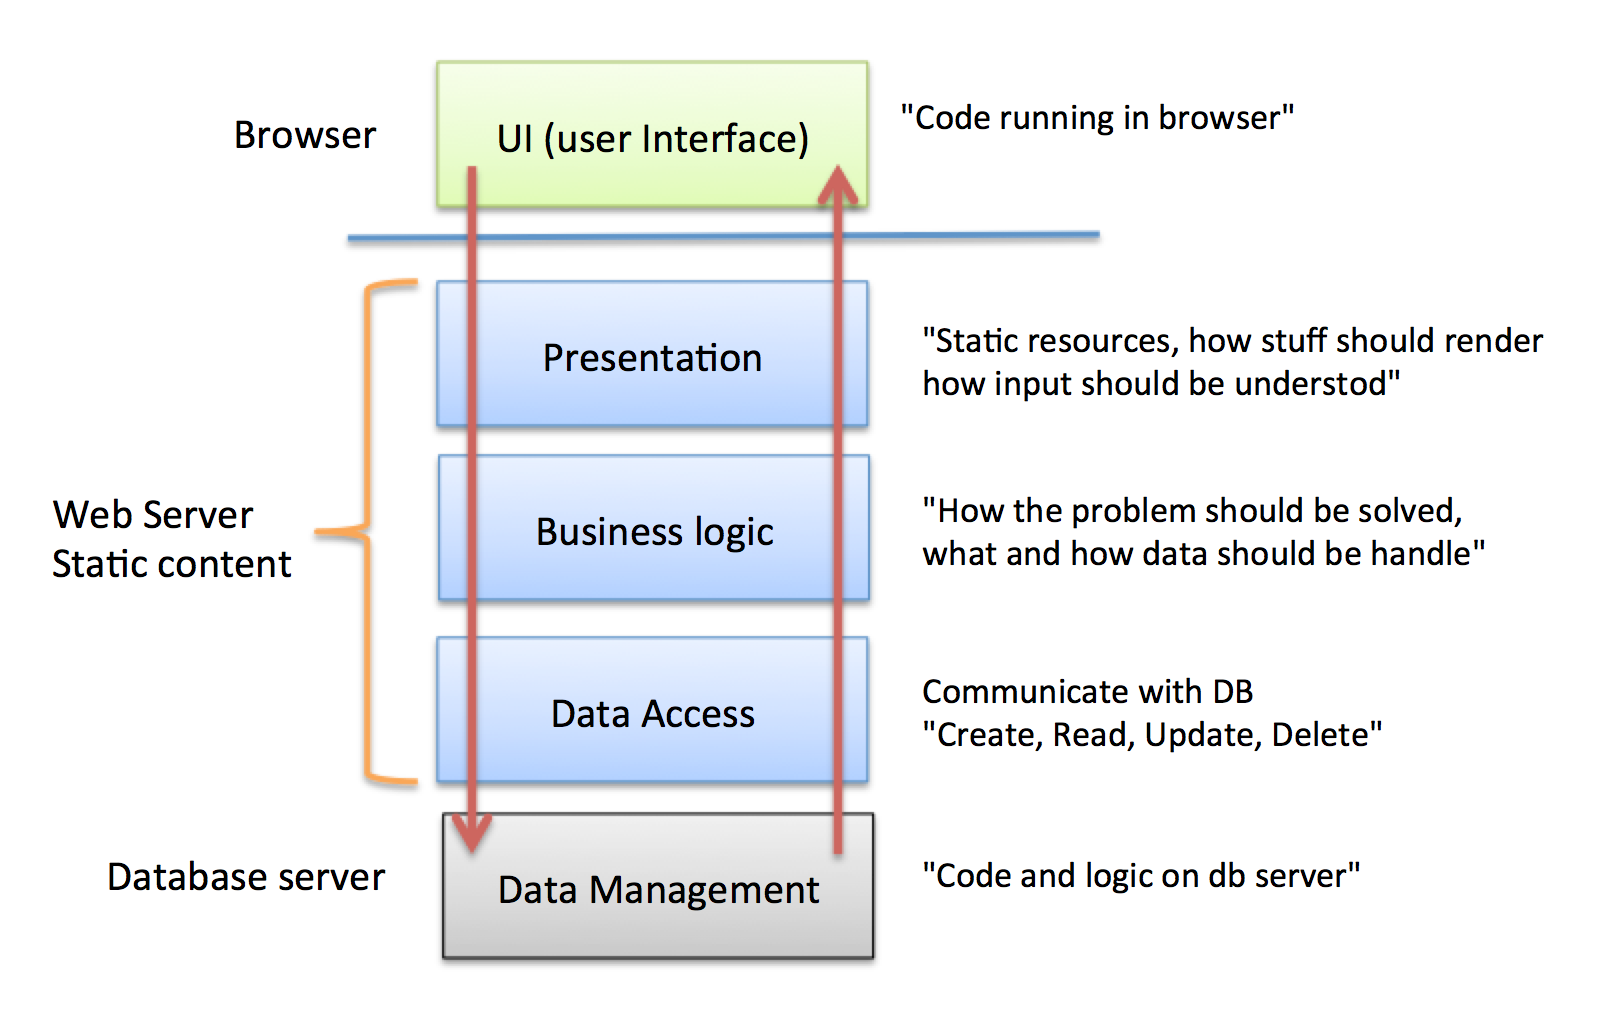 Browser
UI (user Interface)
"Code running in browser"
Presentation
"Static resources, how stuff should render
how input should be understod"
Web Server
Static content
Business logic
"How the problem should be solved,
what and how data should be handle"
Data Access
Communicate with DB
"Create, Read, Update, Delete"
Database server
Data Management
"Code and logic on db server"